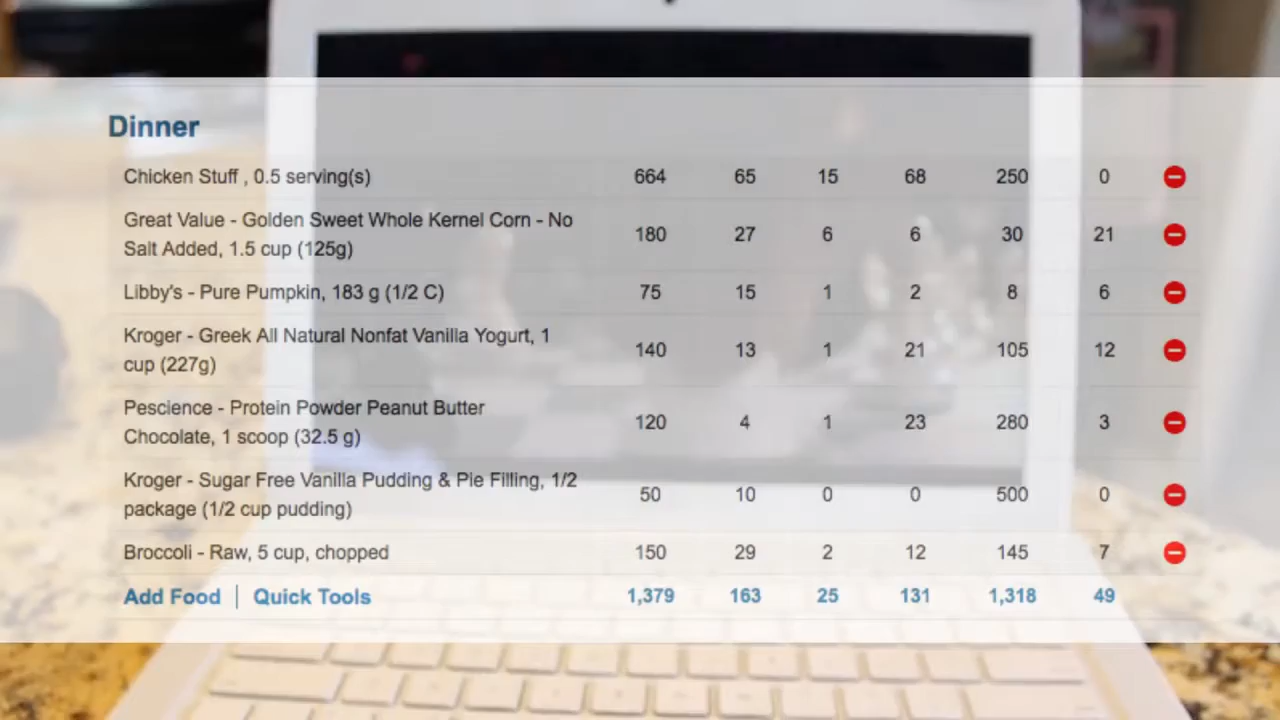 Dinner
Chicken Stuff , 0.5 serving(s) 664 65 15 68 250 0
Great Value - Golden Sweet Whole Kernel Corn - No
Salt Added, 1.5 cup (125g) 180 27 6 6 30 21
Libby's - Pure Pumpkin, 183 g (1/2 C) 75 15 1 2 8 6
Kroger - Greek All Natural Nonfat Vanilla Yogurt, 1
cup (227g) 140 13 1 21 105 12
Pescience - Protein Powder Peanut Butter
Chocolate, 1 scoop (32.5 g) 120 4 1 23 280 3
Kroger - Sugar Free Vanilla Pudding & Pie Filling, 1/2
package (1/2 cup pudding) 50 10 0 0 500 0
Broccoli - Raw, 5 cup, chopped 150 29 2 12 145 7
Add Food | Quick Tools 1,379 163 25 131 1,318 49